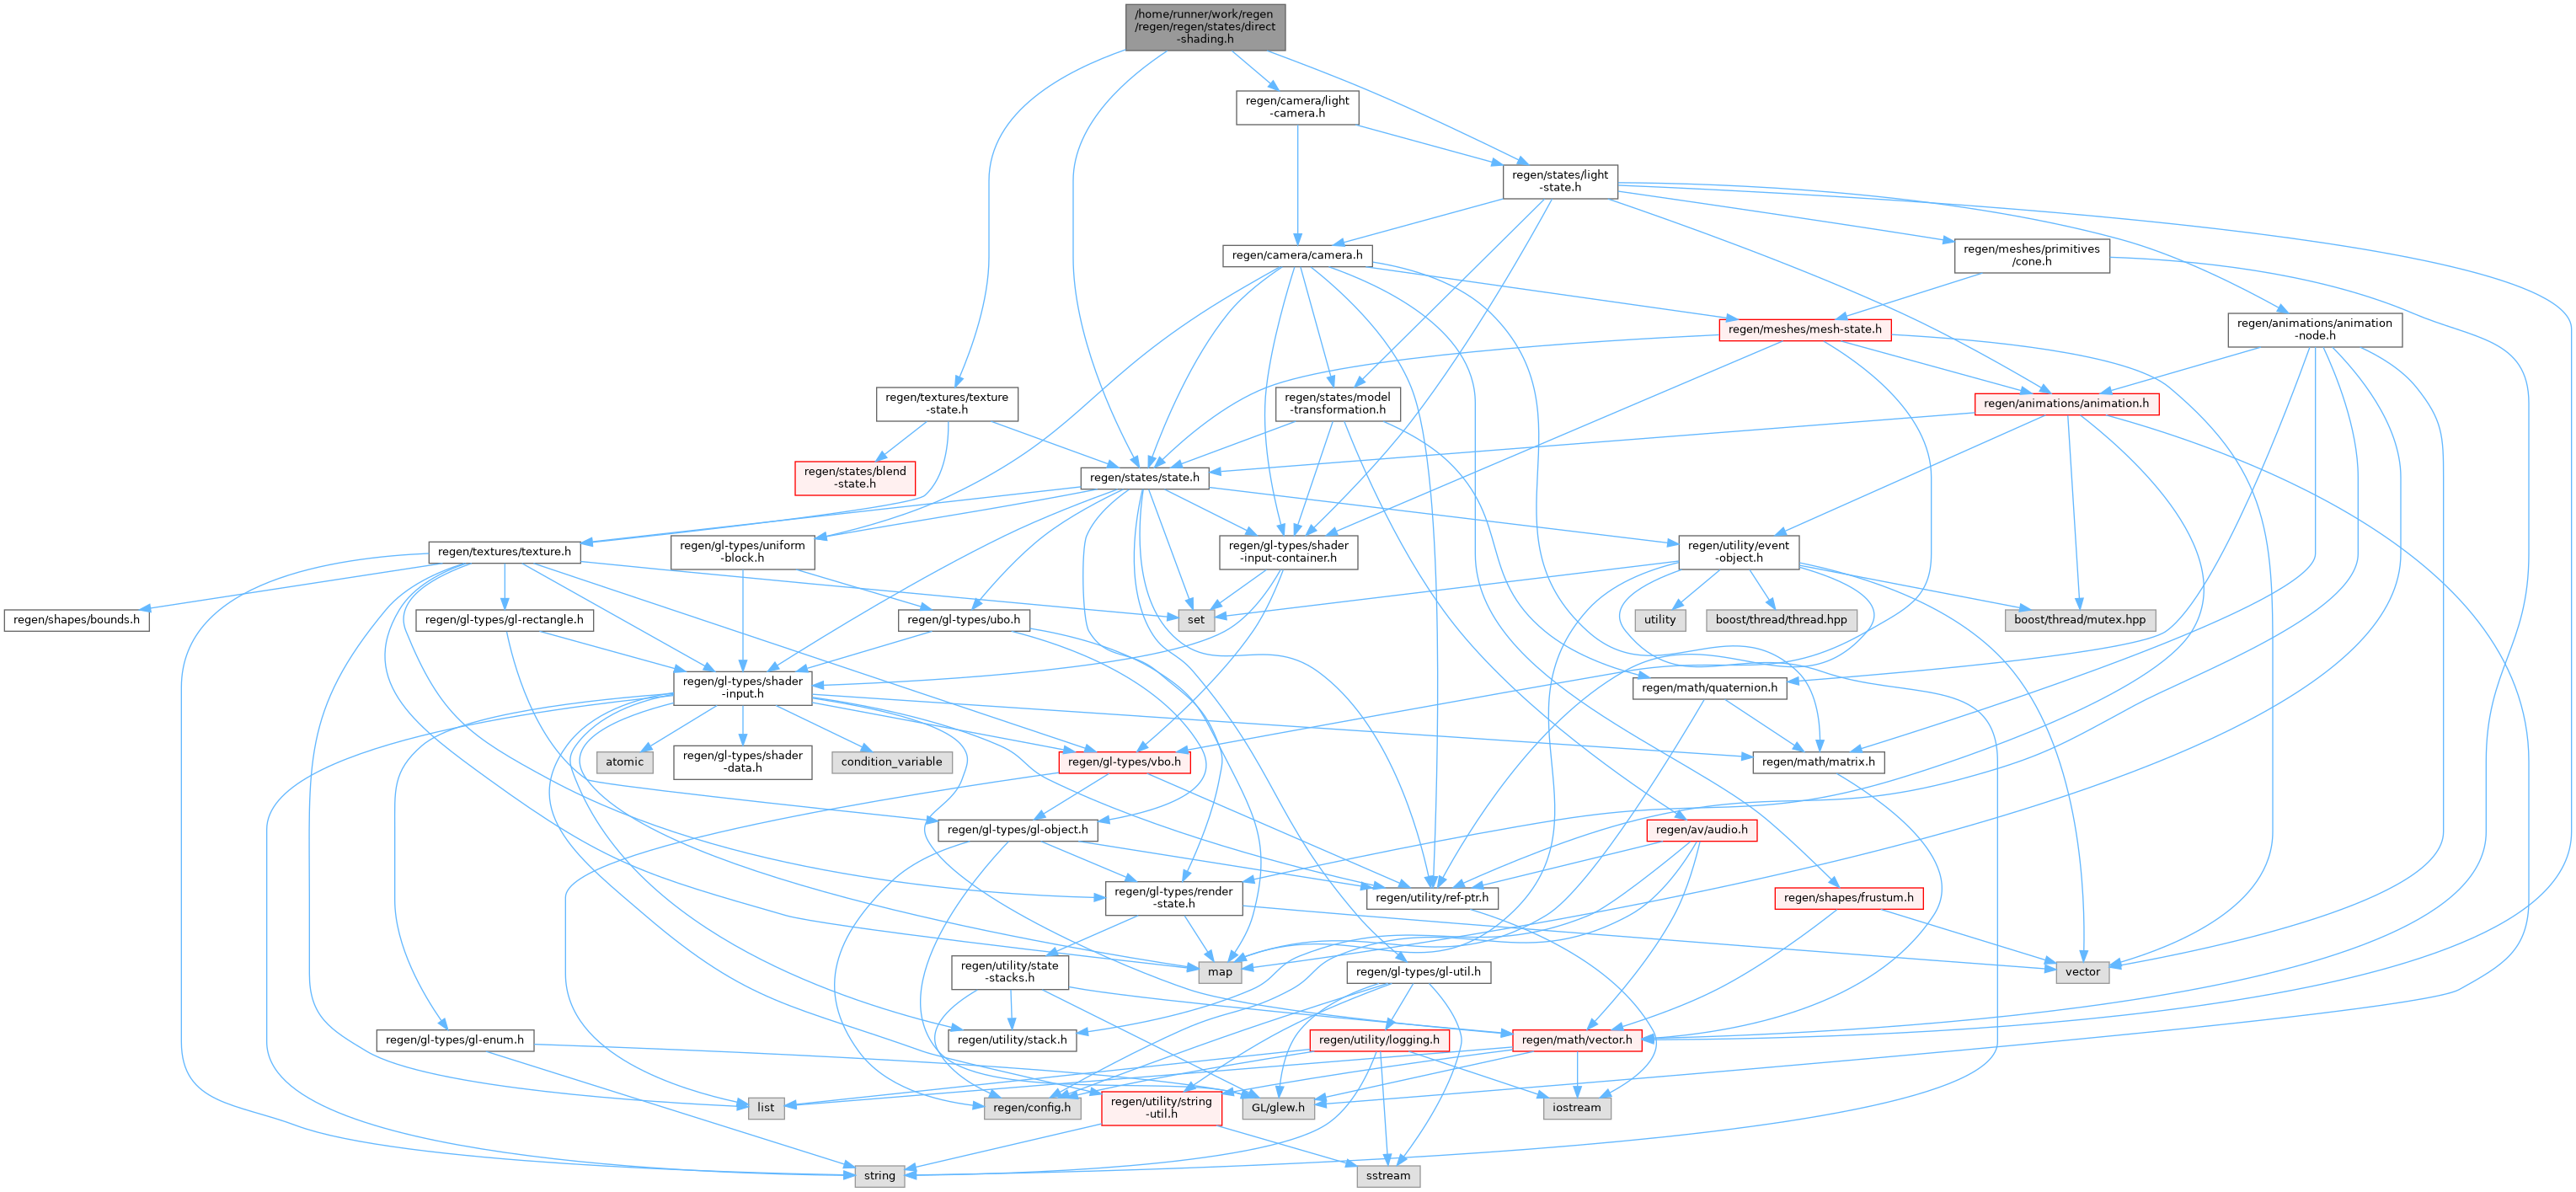 /home/runner/work/regen
/regen/regen/states/direct
-shading.h
regen/camera/light
-camera.h
regen/states/light
-state.h
regen/camera/camera.h
regen/meshes/primitives
/cone.h
regen/meshes/mesh-state.h
regen/animations/animation
-node.h
regen/textures/texture
-state.h
regen/states/model
-transformation.h
regen/animations/animation.h
regen/states/blend
-state.h
regen/states/state.h
regen/textures/texture.h
regen/gl-types/uniform
-block.h
regen/gl-types/shader
-input-container.h
regen/utility/event
-object.h
regen/shapes/bounds.h
regen/gl-types/gl-rectangle.h
regen/gl-types/ubo.h
set
utility
boost/thread/thread.hpp
boost/thread/mutex.hpp
regen/gl-types/shader
-input.h
regen/math/quaternion.h
atomic
regen/gl-types/shader
-data.h
condition_variable
regen/gl-types/vbo.h
regen/math/matrix.h
regen/gl-types/gl-object.h
regen/av/audio.h
regen/gl-types/render
-state.h
regen/utility/ref-ptr.h
regen/shapes/frustum.h
regen/utility/state
-stacks.h
map
regen/gl-types/gl-util.h
vector
regen/gl-types/gl-enum.h
regen/utility/stack.h
regen/utility/logging.h
regen/math/vector.h
list
regen/config.h
regen/utility/string
-util.h
GL/glew.h
iostream
string
sstream